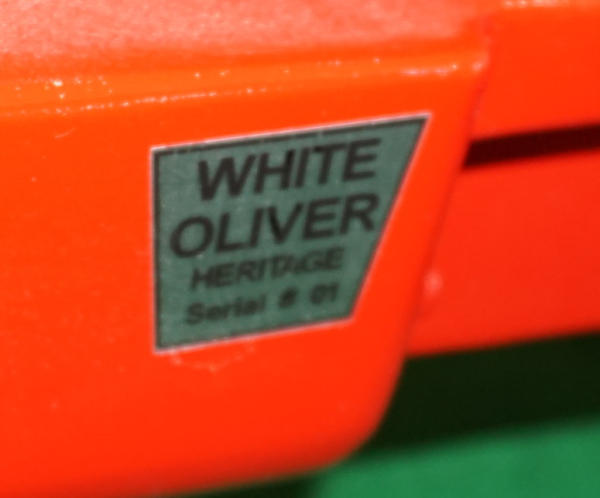 WHITE
OLIVER
HERITAGE
Serial # 01